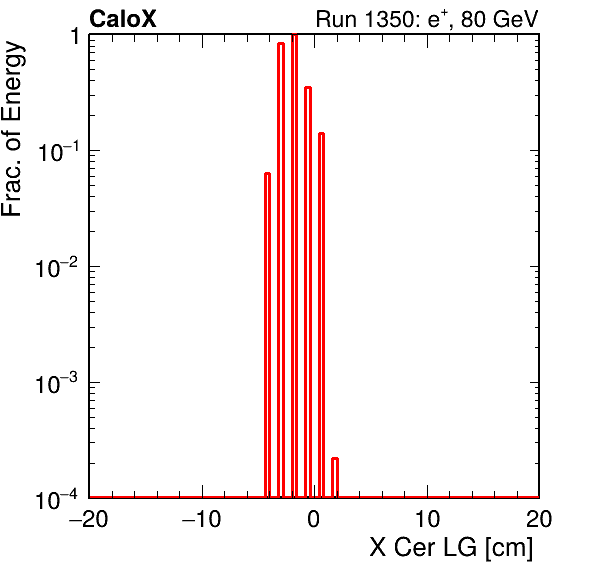 CaloX Run 1350: e⁺, 80 GeV
Frac. of Energy
1
10⁻¹
10⁻²
10⁻³
10⁻⁴
−20 −10 0 10 20
X Cer LG [cm]